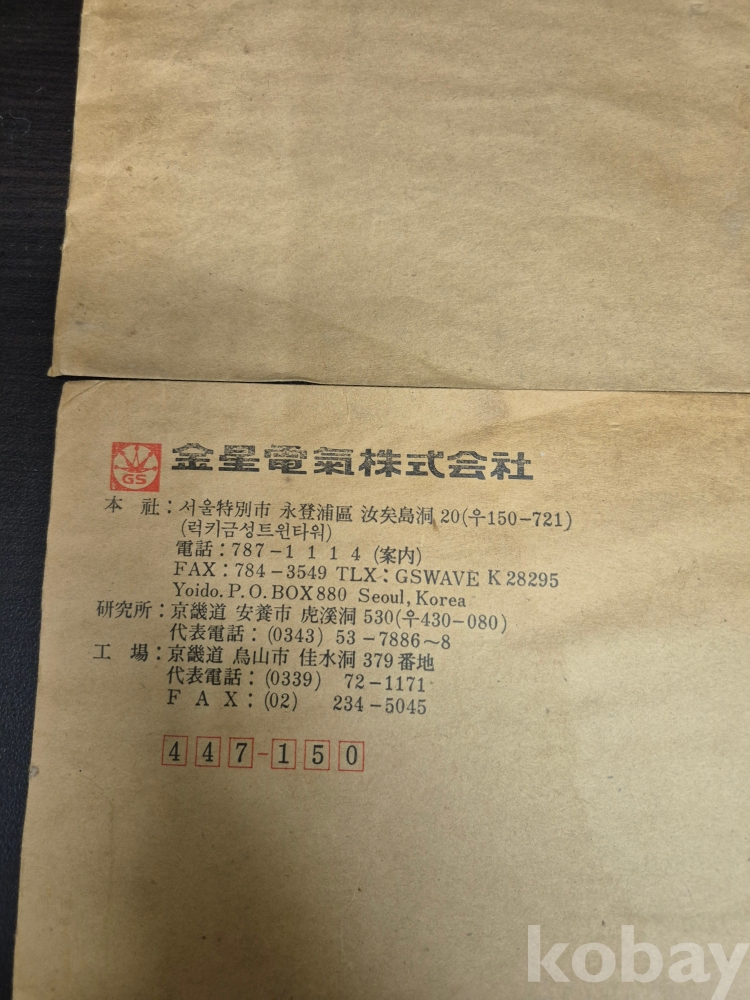 GS
金星電氣株式会社
本 社 : 서울特別市 永登浦區 汝矣島洞 20(우150-721)
(럭키금성트윈타워)
電話 : 787-1 1 1 4 (案内)
FAX : 784-3549 TLX : GSWAVE K 28295
Yoido. P. O. BOX 880 Seoul, Korea
研究所 : 京畿道 安養市 虎溪洞 530(우430-080)
代表電話 : (0343) 53-7886~8
工 場 : 京畿道 烏山市 佳水洞 379番地
代表電話 : (0339) 72-1171
F A X : (02) 234-5045
447-150
kobay